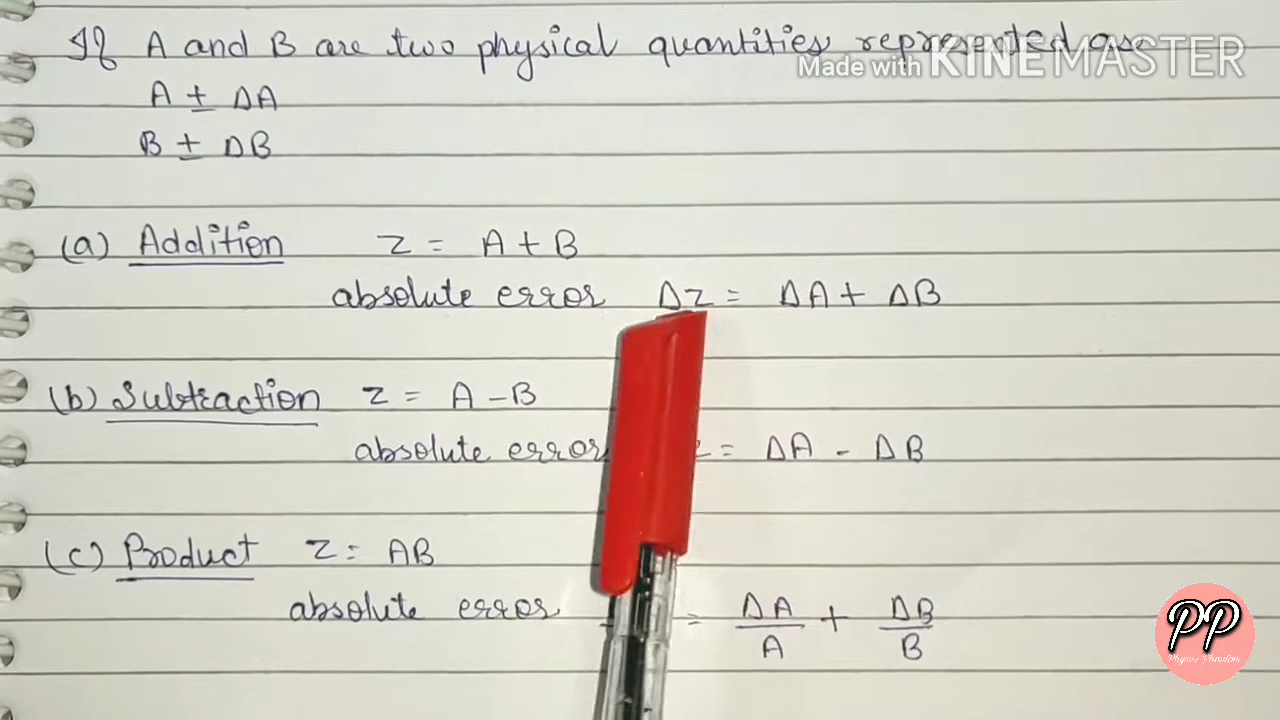 If A and B are two physical quantities represented as
Made with KINEMASTER
A ± ΔA
B ± ΔB
(a) Addition z = A + B
absolute error Δz = ΔA + ΔB
(b) Subtraction z = A - B
absolute error z = ΔA - ΔB
(c) Product z = AB
absolute error = ΔA/A + ΔB/B
PP